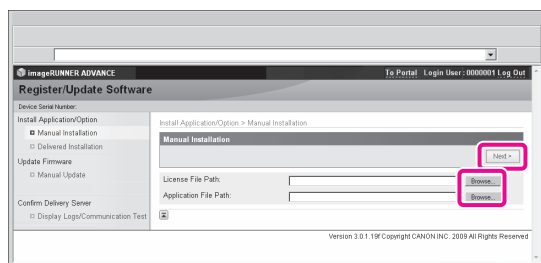 imageRUNNER ADVANCE
To Portal Login User : 0000001 Log Out
Register/Update Software
Device Serial Number:
Install Application/Option
Manual Installation
Delivered Installation
Update Firmware
Manual Update
Confirm Delivery Server
Display Logs/Communication Test
Install Application/Option > Manual Installation
Manual Installation
Next >
License File Path:
Browse...
Application File Path:
Browse...
Version 3.0.1.19f Copyright CANON INC. 2009 All Rights Reserved